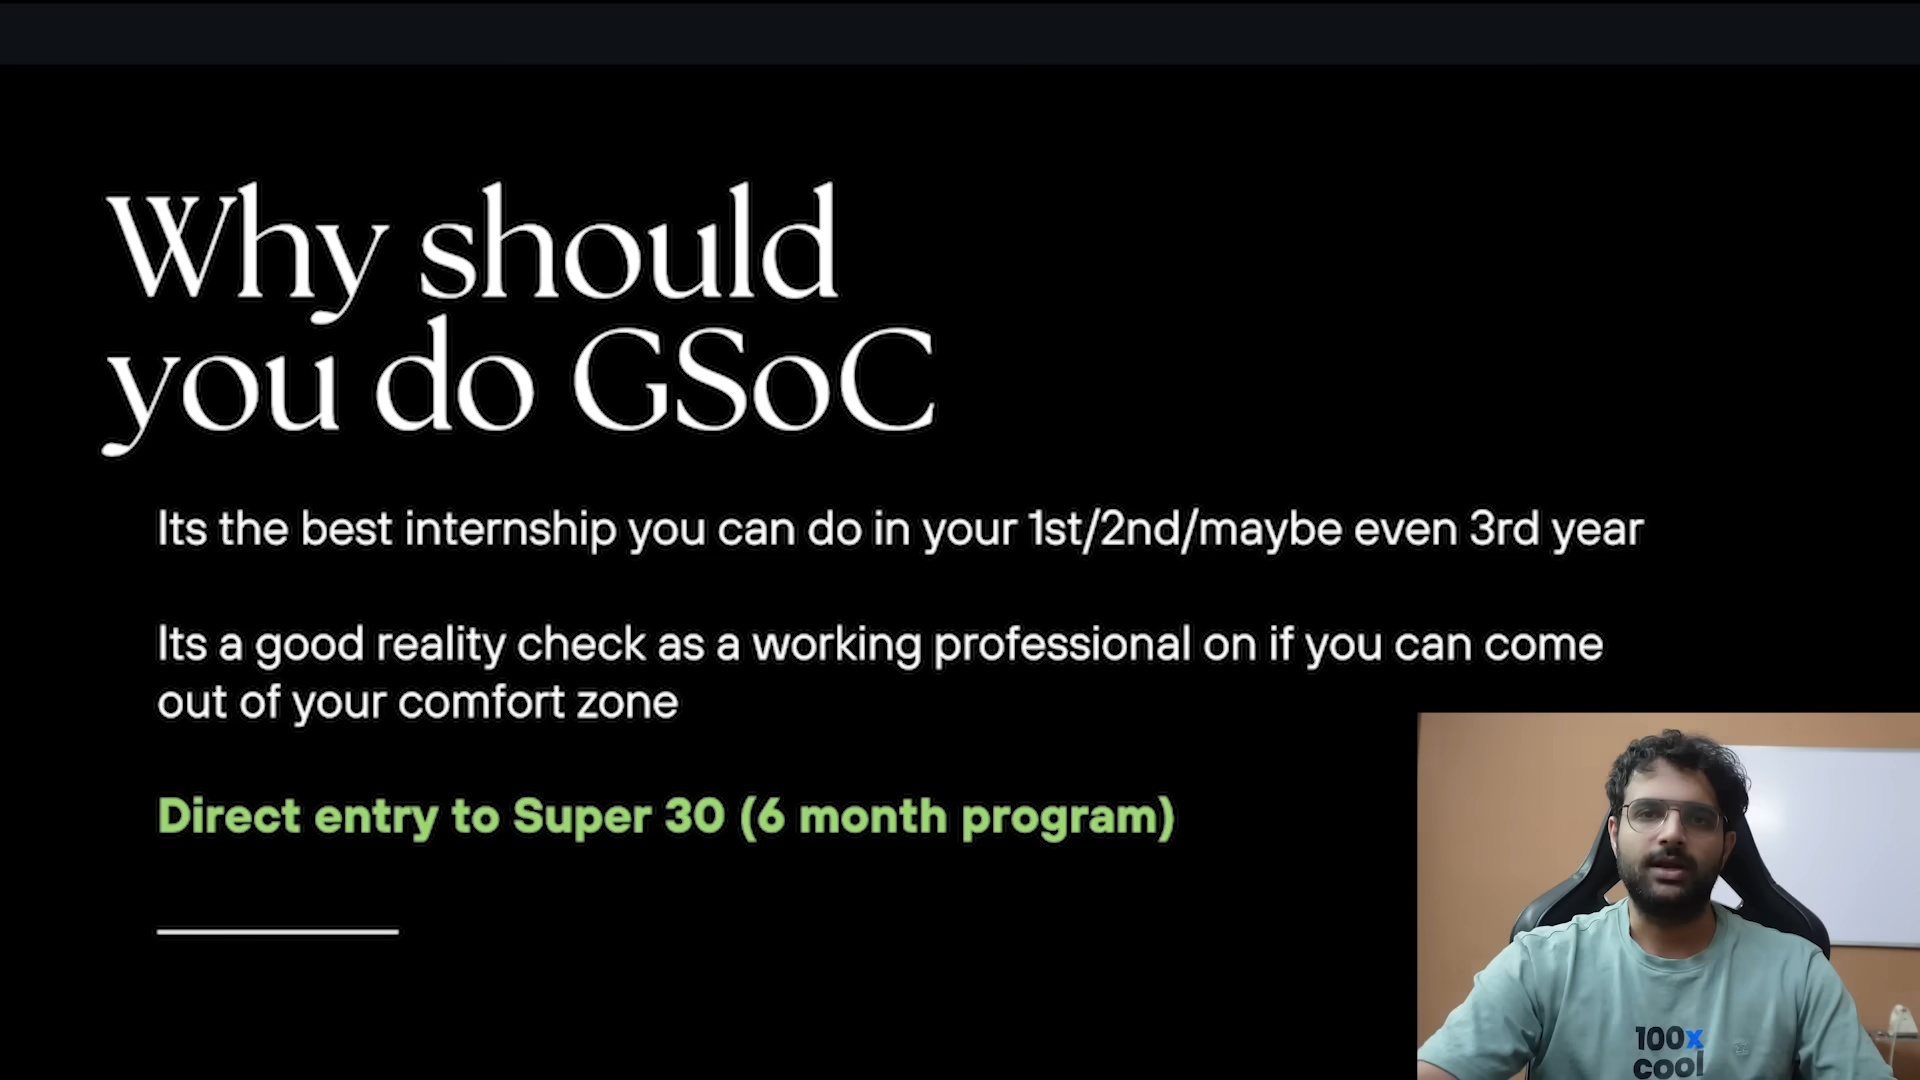 Why should
you do GSoC
Its the best internship you can do in your 1st/2nd/maybe even 3rd year
Its a good reality check as a working professional on if you can come
out of your comfort zone
Direct entry to Super 30 (6 month program)
100x
cool